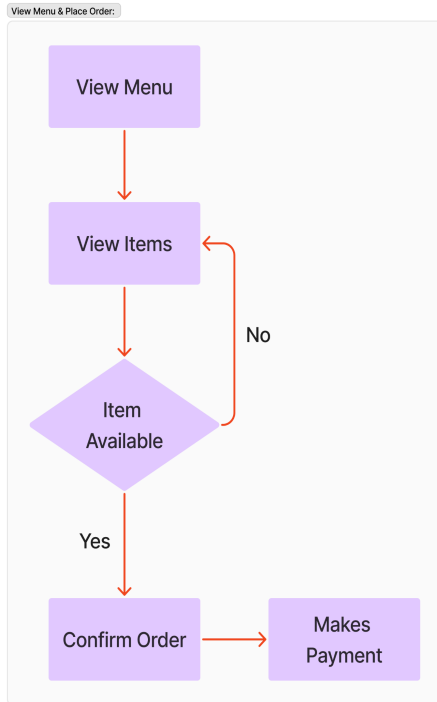 View Menu & Place Order:
View Menu
View Items
No
Item
Available
Yes
Confirm Order
Makes
Payment